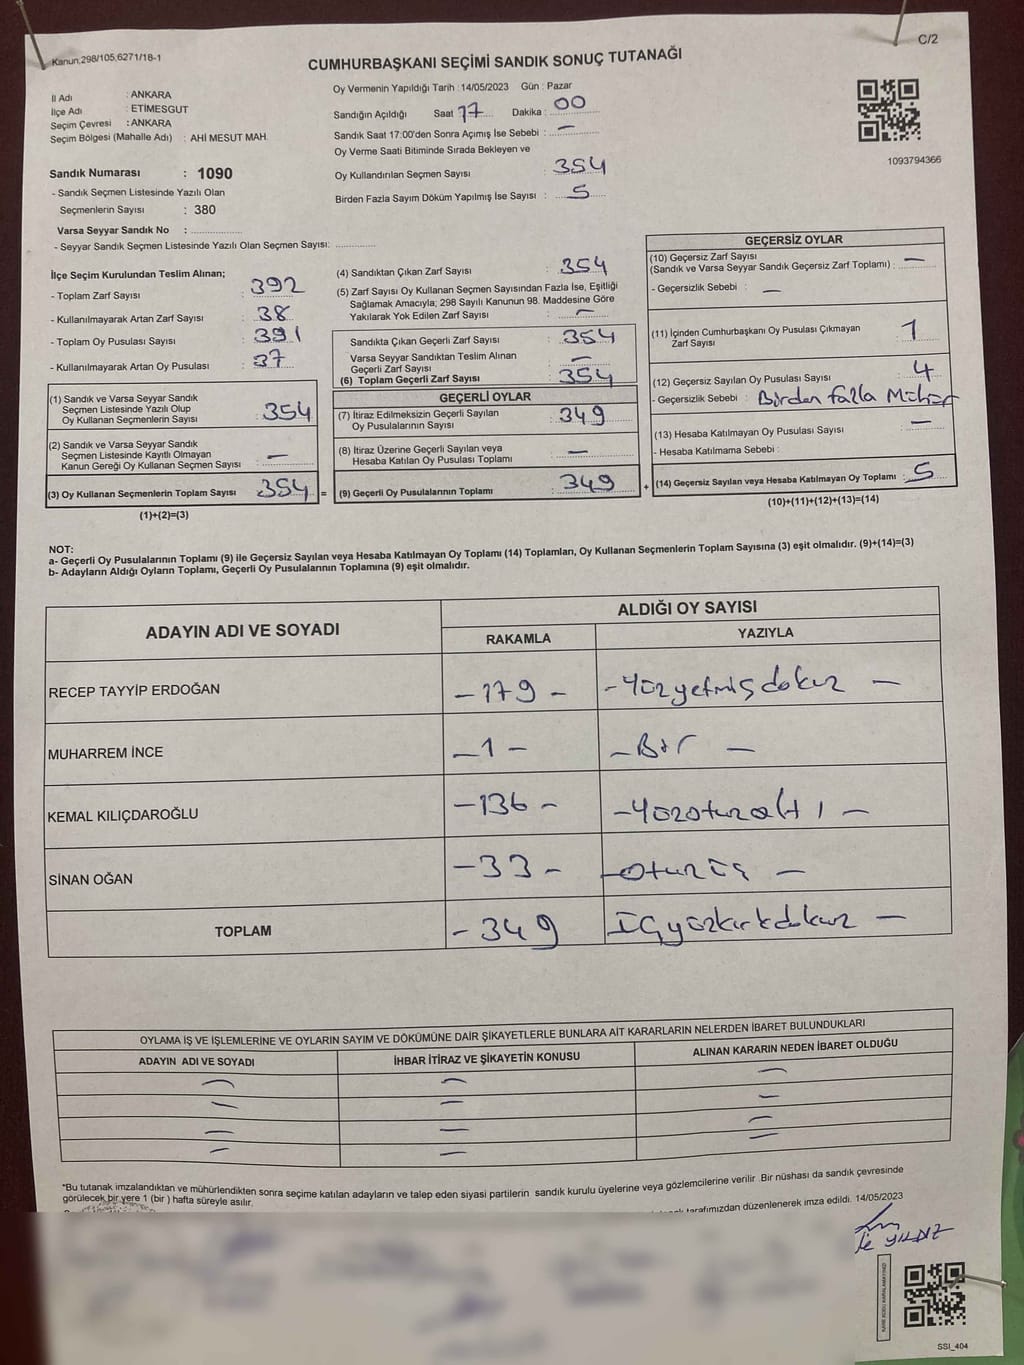 Kanun,298/105,6271/18-1
C/2
CUMHURBAŞKANI SEÇİMİ SANDIK SONUÇ TUTANAĞI
İl Adı : ANKARA
İlçe Adı : ETİMESGUT
Seçim Çevresi : ANKARA
Seçim Bölgesi (Mahalle Adı) : AHİ MESUT MAH.
Sandık Numarası : 1090
- Sandık Seçmen Listesinde Yazılı Olan
Seçmenlerin Sayısı : 380
Varsa Seyyar Sandık No :
- Seyyar Sandık Seçmen Listesinde Yazılı Olan Seçmen Sayısı:
Oy Vermenin Yapıldığı Tarih : 14/05/2023 Gün : Pazar
Sandığın Açıldığı Saat 17 Dakika : 00
Sandık Saat 17:00'den Sonra Açımış İse Sebebi : —
Oy Verme Saati Bitiminde Sırada Bekleyen ve
Oy Kullandırılan Seçmen Sayısı : 354
Birden Fazla Sayım Döküm Yapılmış İse Sayısı : 5
1093794366
İlçe Seçim Kurulundan Teslim Alınan;
- Toplam Zarf Sayısı : 392
- Kullanılmayarak Artan Zarf Sayısı : 38
- Toplam Oy Pusulası Sayısı : 391
- Kullanılmayarak Artan Oy Pusulası : 37
(1) Sandık ve Varsa Seyyar Sandık
Seçmen Listesinde Yazılı Olup
Oy Kullanan Seçmenlerin Sayısı : 354
(2) Sandık ve Varsa Seyyar Sandık
Seçmen Listesinde Kayıtlı Olmayan
Kanun Gereği Oy Kullanan Seçmen Sayısı : —
(3) Oy Kullanan Seçmenlerin Toplam Sayısı : 354 =
(1)+(2)=(3)
(4) Sandıktan Çıkan Zarf Sayısı : 354
(5) Zarf Sayısı Oy Kullanan Seçmen Sayısından Fazla İse, Eşitliği
Sağlamak Amacıyla; 298 Sayılı Kanunun 98. Maddesine Göre
Yakılarak Yok Edilen Zarf Sayısı : —
Sandıkta Çıkan Geçerli Zarf Sayısı : 354
Varsa Seyyar Sandıktan Teslim Alınan
Geçerli Zarf Sayısı : —
(6) Toplam Geçerli Zarf Sayısı : 354
GEÇERLİ OYLAR
(7) İtiraz Edilmeksizin Geçerli Sayılan
Oy Pusulalarının Sayısı : 349
(8) İtiraz Üzerine Geçerli Sayılan veya
Hesaba Katılan Oy Pusulası Toplamı : —
(9) Geçerli Oy Pusulalarının Toplamı : 349 +
GEÇERSİZ OYLAR
(10) Geçersiz Zarf Sayısı
(Sandık ve Varsa Seyyar Sandık Geçersiz Zarf Toplamı) : —
- Geçersizlik Sebebi : —
(11) İçinden Cumhurbaşkanı Oy Pusulası Çıkmayan
Zarf Sayısı : 1
(12) Geçersiz Sayılan Oy Pusulası Sayısı : 4
- Geçersizlik Sebebi : Birden fazla Mühür
(13) Hesaba Katılmayan Oy Pusulası Sayısı : —
- Hesaba Katılmama Sebebi :
(14) Geçersiz Sayılan veya Hesaba Katılmayan Oy Toplamı : 5
(10)+(11)+(12)+(13)=(14)
NOT:
a- Geçerli Oy Pusulalarının Toplamı (9) ile Geçersiz Sayılan veya Hesaba Katılmayan Oy Toplamı (14) Toplamları, Oy Kullanan Seçmenlerin Toplam Sayısına (3) eşit olmalıdır. (9)+(14)=(3)
b- Adayların Aldığı Oyların Toplamı, Geçerli Oy Pusulalarının Toplamına (9) eşit olmalıdır.
ADAYIN ADI VE SOYADI
ALDIĞI OY SAYISI
RAKAMLA YAZIYLA
RECEP TAYYİP ERDOĞAN - 179 - - Yüzyetmişdokuz -
MUHARREM İNCE - 1 - - Bir -
KEMAL KILIÇDAROĞLU - 136 - - Yüzotuzaltı -
SİNAN OĞAN - 33 - - Otuzüç -
TOPLAM - 349 Üçyüzkırkdokuz -
OYLAMA İŞ VE İŞLEMLERİNE VE OYLARIN SAYIM VE DÖKÜMÜNE DAİR ŞİKAYETLERLE BUNLARA AİT KARARLARIN NELERDEN İBARET BULUNDUKLARI
ADAYIN ADI VE SOYADI İHBAR İTİRAZ VE ŞİKAYETİN KONUSU ALINAN KARARIN NEDEN İBARET OLDUĞU
— — —
— — —
— — —
— — —
*Bu tutanak imzalandıktan ve mühürlendikten sonra seçime katılan adayların ve talep eden siyasi partilerin sandık kurulu üyelerine veya gözlemcilerine verilir .Bir nüshası da sandık çevresinde
görülecek bir yere 1 (bir ) hafta süreyle asılır.
tarafımızdan düzenlenerek imza edildi. 14/05/2023
YILDIZ
SSI_404